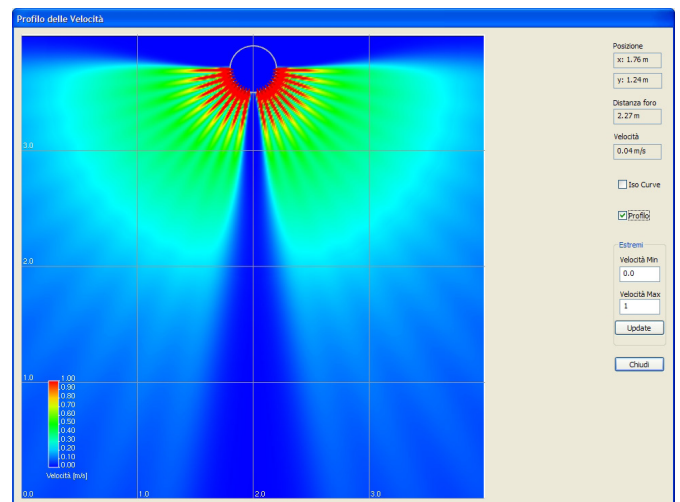 Profilo delle Velocità
Posizione
x: 1.76 m
y: 1.24 m
Distanza foro
2.27 m
Velocità
0.04 m/s
Iso Curve
Profilo
Estremi
Velocità Min
0.0
Velocità Max
1
Update
Chiudi
3.0
2.0
1.0
1.00
0.90
0.80
0.70
0.60
0.50
0.40
0.30
0.20
0.10
0.00
Velocità [m/s]
0.0
1.0
2.0
3.0